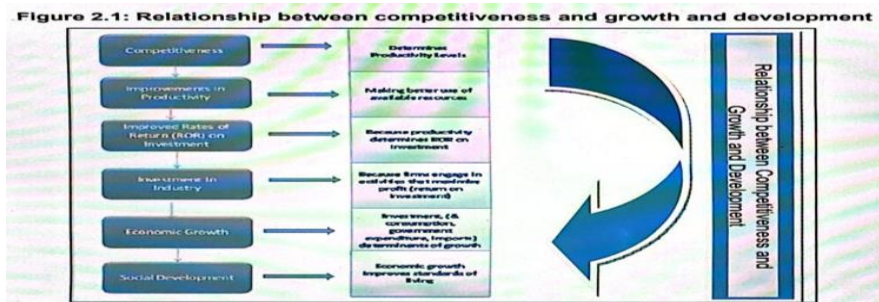 Figure 2.1: Relationship between competitiveness and growth and development
Competitiveness
Determines
Productivity Levels
Improvements in
Productivity
Making better use of
available resources
Improved Rates of
Return (ROR) on
Investment
Because productivity
determines ROR on
Investment
Investment in
Industry
Because firms engage in
activities that maximise
profit (return on
investment)
Economic Growth
Investment, (&
consumption,
government
expenditure, imports)
determinants of growth
Social Development
Economic growth
improves standards of
living
Relationship between Competitiveness and
Growth and Development